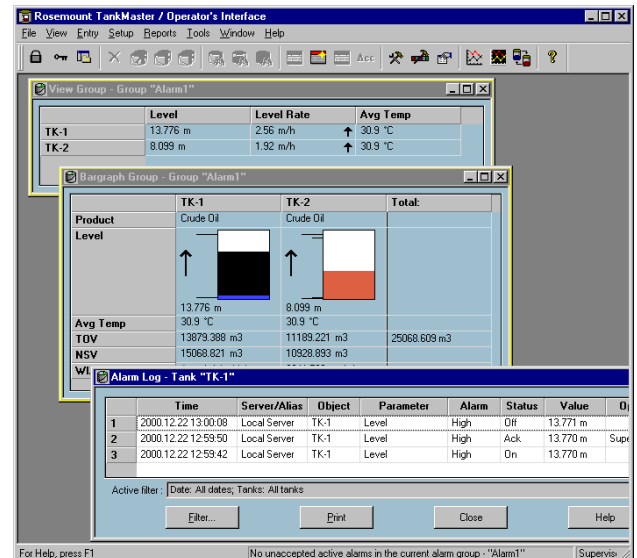 Rosemount TankMaster / Operator's Interface
File View Entry Setup Reports Tools Window Help
Acc
View Group - Group "Alarm1"
Level Level Rate Avg Temp
TK-1 13.776 m 2.56 m/h 30.9 °C
TK-2 8.099 m 1.92 m/h 30.9 °C
Bargraph Group - Group "Alarm1"
TK-1 TK-2 Total:
Product Crude Oil Crude Oil
Level
13.776 m 8.099 m
Avg Temp 30.9 °C 30.9 °C
TOV 13879.388 m3 11189.221 m3 25068.609 m3
NSV 15068.821 m3 10928.893 m3
Alarm Log - Tank "TK-1"
Time Server/Alias Object Parameter Alarm Status Value
1 2000.12.22 13:00:08 Local Server TK-1 Level High Off 13.771 m
2 2000.12.22 12:59:50 Local Server TK-1 Level High Ack 13.770 m Supe
3 2000.12.22 12:59:42 Local Server TK-1 Level High On 13.770 m
Active filter : Date: All dates; Tanks: All tanks
Filter... Print Close Help
For Help, press F1 No unaccepted active alarms in the current alarm group - "Alarm1" Supervis